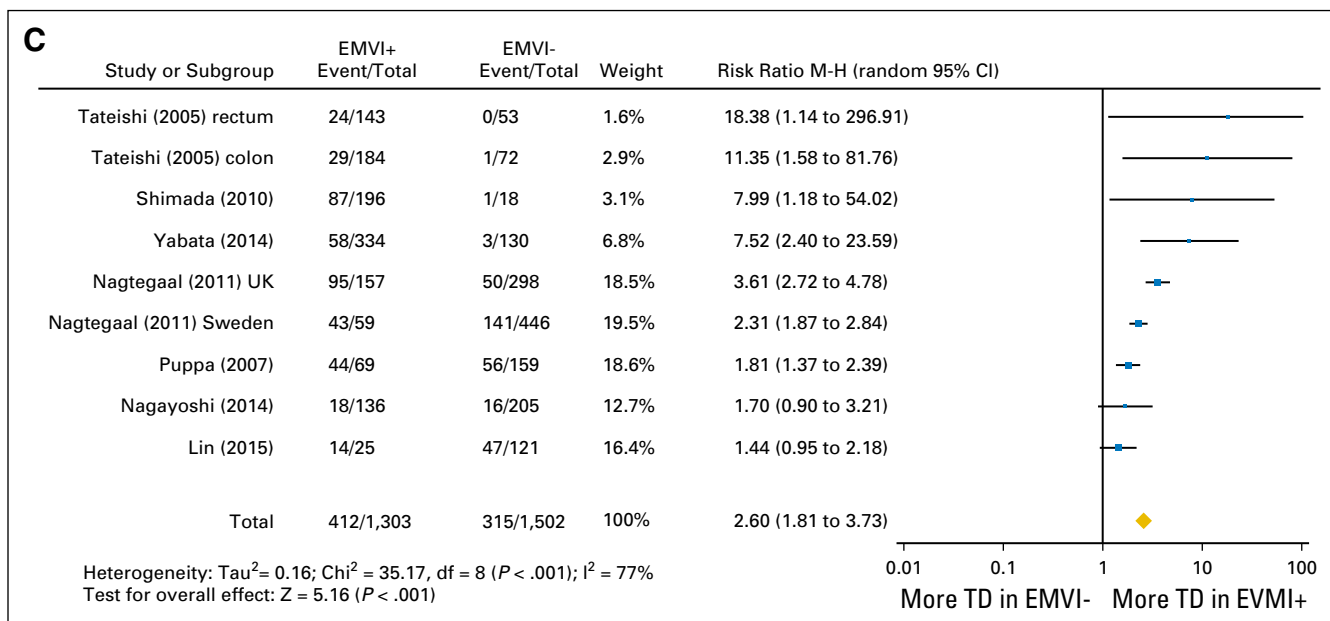 C
EMVI+ EMVI-
Study or Subgroup Event/Total Event/Total Weight Risk Ratio M-H (random 95% CI)
Tateishi (2005) rectum 24/143 0/53 1.6% 18.38 (1.14 to 296.91)
Tateishi (2005) colon 29/184 1/72 2.9% 11.35 (1.58 to 81.76)
Shimada (2010) 87/196 1/18 3.1% 7.99 (1.18 to 54.02)
Yabata (2014) 58/334 3/130 6.8% 7.52 (2.40 to 23.59)
Nagtegaal (2011) UK 95/157 50/298 18.5% 3.61 (2.72 to 4.78)
Nagtegaal (2011) Sweden 43/59 141/446 19.5% 2.31 (1.87 to 2.84)
Puppa (2007) 44/69 56/159 18.6% 1.81 (1.37 to 2.39)
Nagayoshi (2014) 18/136 16/205 12.7% 1.70 (0.90 to 3.21)
Lin (2015) 14/25 47/121 16.4% 1.44 (0.95 to 2.18)
Total 412/1,303 315/1,502 100% 2.60 (1.81 to 3.73)
Heterogeneity: Tau²= 0.16; Chi² = 35.17, df = 8 (P < .001); I² = 77%
Test for overall effect: Z = 5.16 (P < .001)
0.01 0.1 1 10 100
More TD in EMVI- More TD in EVMI+